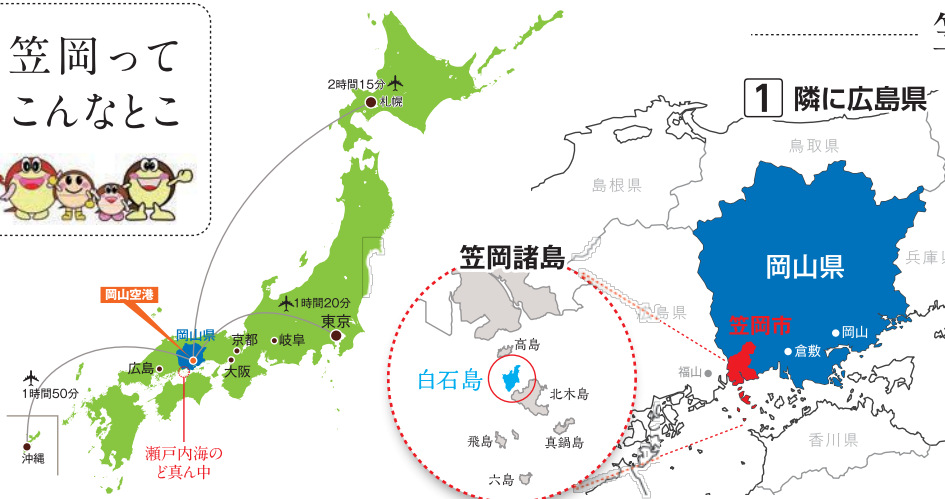 笠岡って
こんなとこ
2時間15分
札幌
岡山空港
岡山県
1時間20分
東京
京都
岐阜
広島
大阪
1時間50分
沖縄
瀬戸内海の
ど真ん中
笠岡諸島
高島
白石島
北木島
飛島
真鍋島
六島
1 隣に広島県
鳥取県
島根県
岡山県
兵庫県
広島県
笠岡市
岡山
倉敷
福山
香川県